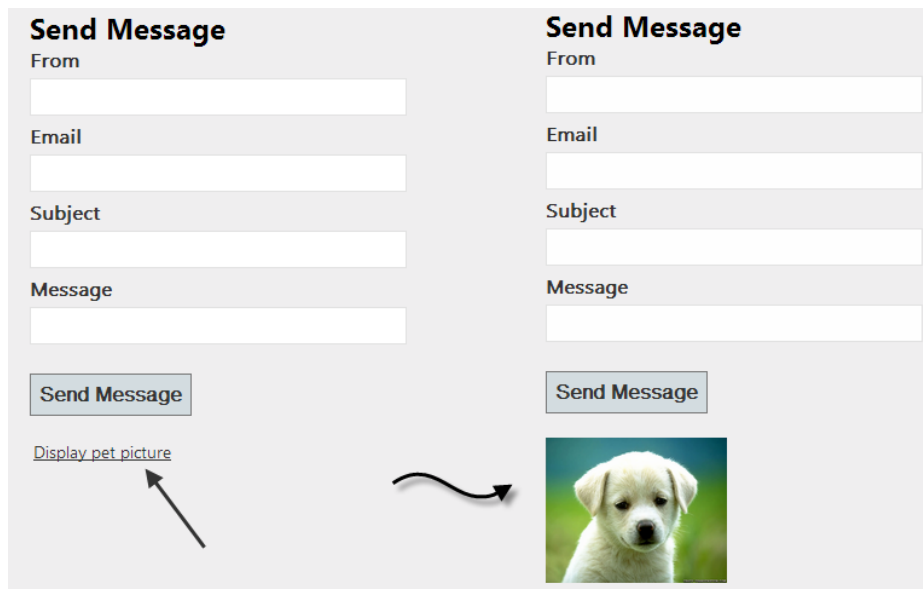 Send Message
From
Email
Subject
Message
Send Message
Display pet picture
Send Message
From
Email
Subject
Message
Send Message